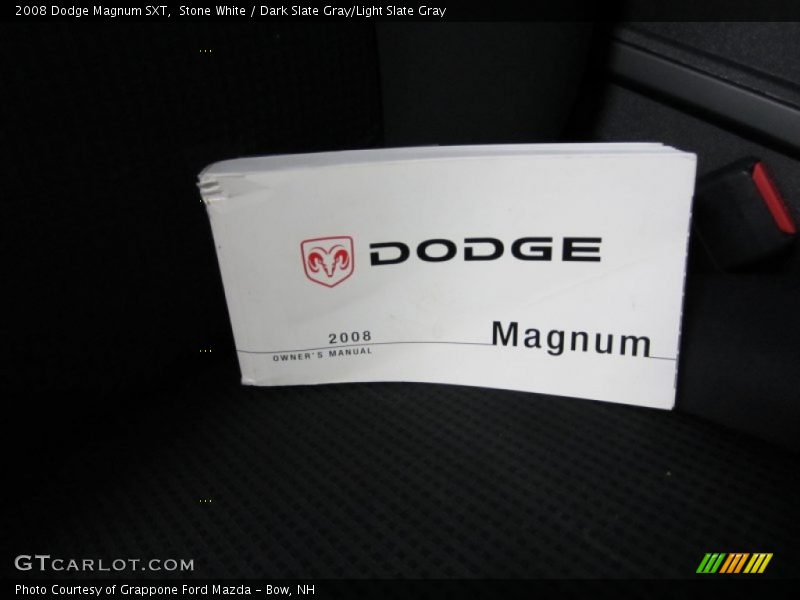 2008 Dodge Magnum SXT,  Stone White / Dark Slate Gray/Light Slate Gray
DODGE
2008
OWNER'S MANUAL
Magnum
GTCARLOT.COM
Photo Courtesy of Grappone Ford Mazda – Bow, NH